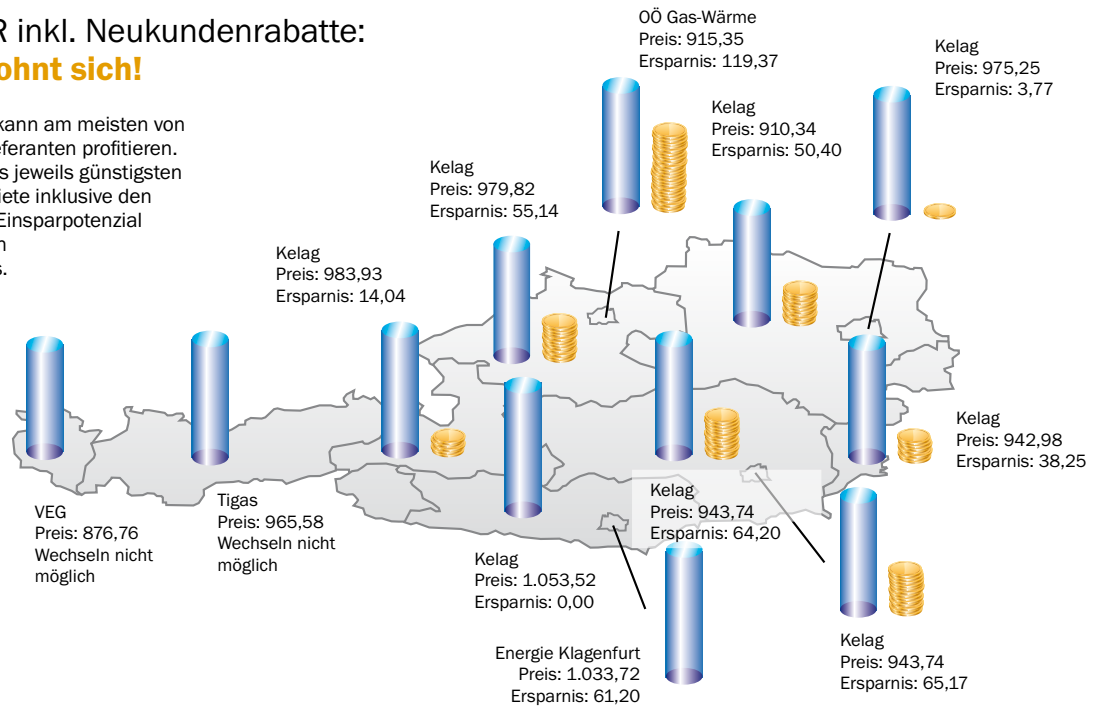 R inkl. Neukundenrabatte:
ohnt sich!
kann am meisten von
eferanten profitieren.
s jeweils günstigsten
iete inklusive den
Einsparpotenzial
n
s.
OÖ Gas-Wärme
Preis: 915,35
Ersparnis: 119,37
Kelag
Preis: 975,25
Ersparnis: 3,77
Kelag
Preis: 910,34
Ersparnis: 50,40
Kelag
Preis: 979,82
Ersparnis: 55,14
Kelag
Preis: 983,93
Ersparnis: 14,04
Kelag
Preis: 942,98
Ersparnis: 38,25
VEG
Preis: 876,76
Wechseln nicht
möglich
Tigas
Preis: 965,58
Wechseln nicht
möglich
Kelag
Preis: 943,74
Ersparnis: 64,20
Kelag
Preis: 1.053,52
Ersparnis: 0,00
Energie Klagenfurt
Preis: 1.033,72
Ersparnis: 61,20
Kelag
Preis: 943,74
Ersparnis: 65,17